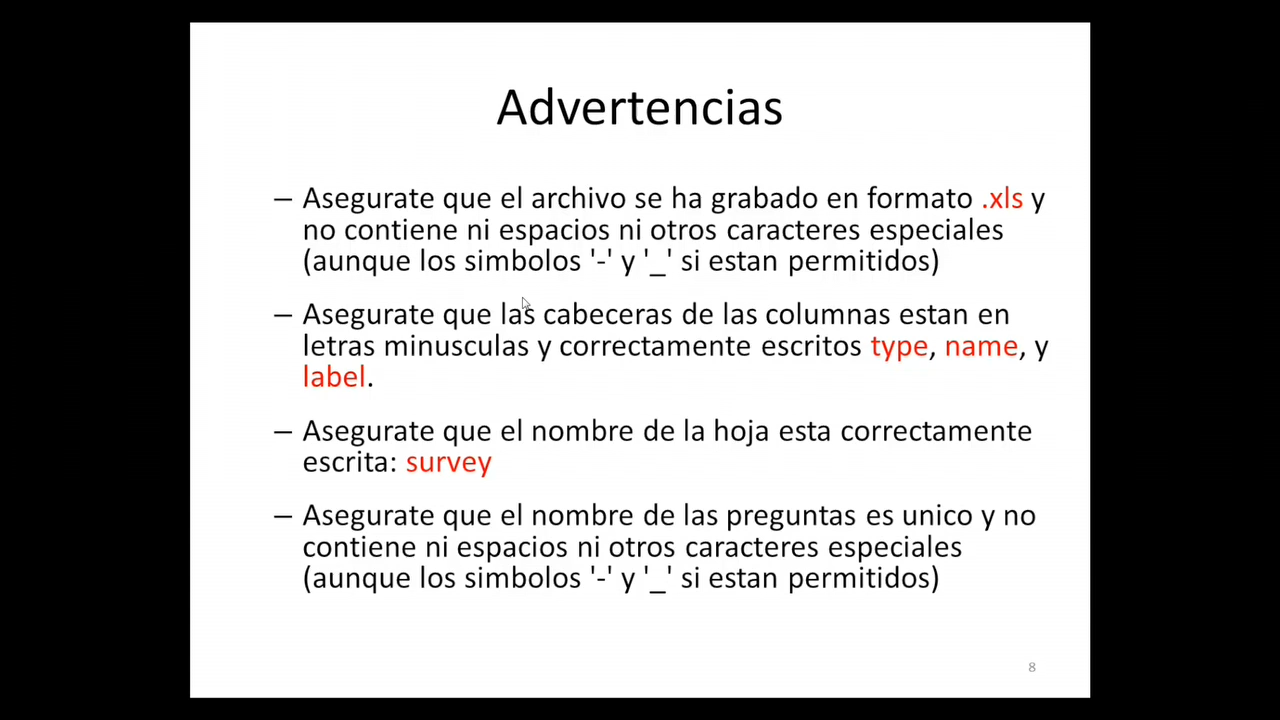 Advertencias
– Asegurate que el archivo se ha grabado en formato .xls y
no contiene ni espacios ni otros caracteres especiales
(aunque los simbolos '-' y '_' si estan permitidos)
– Asegurate que las cabeceras de las columnas estan en
letras minusculas y correctamente escritos type, name, y
label.
– Asegurate que el nombre de la hoja esta correctamente
escrita: survey
– Asegurate que el nombre de las preguntas es unico y no
contiene ni espacios ni otros caracteres especiales
(aunque los simbolos '-' y '_' si estan permitidos)
8